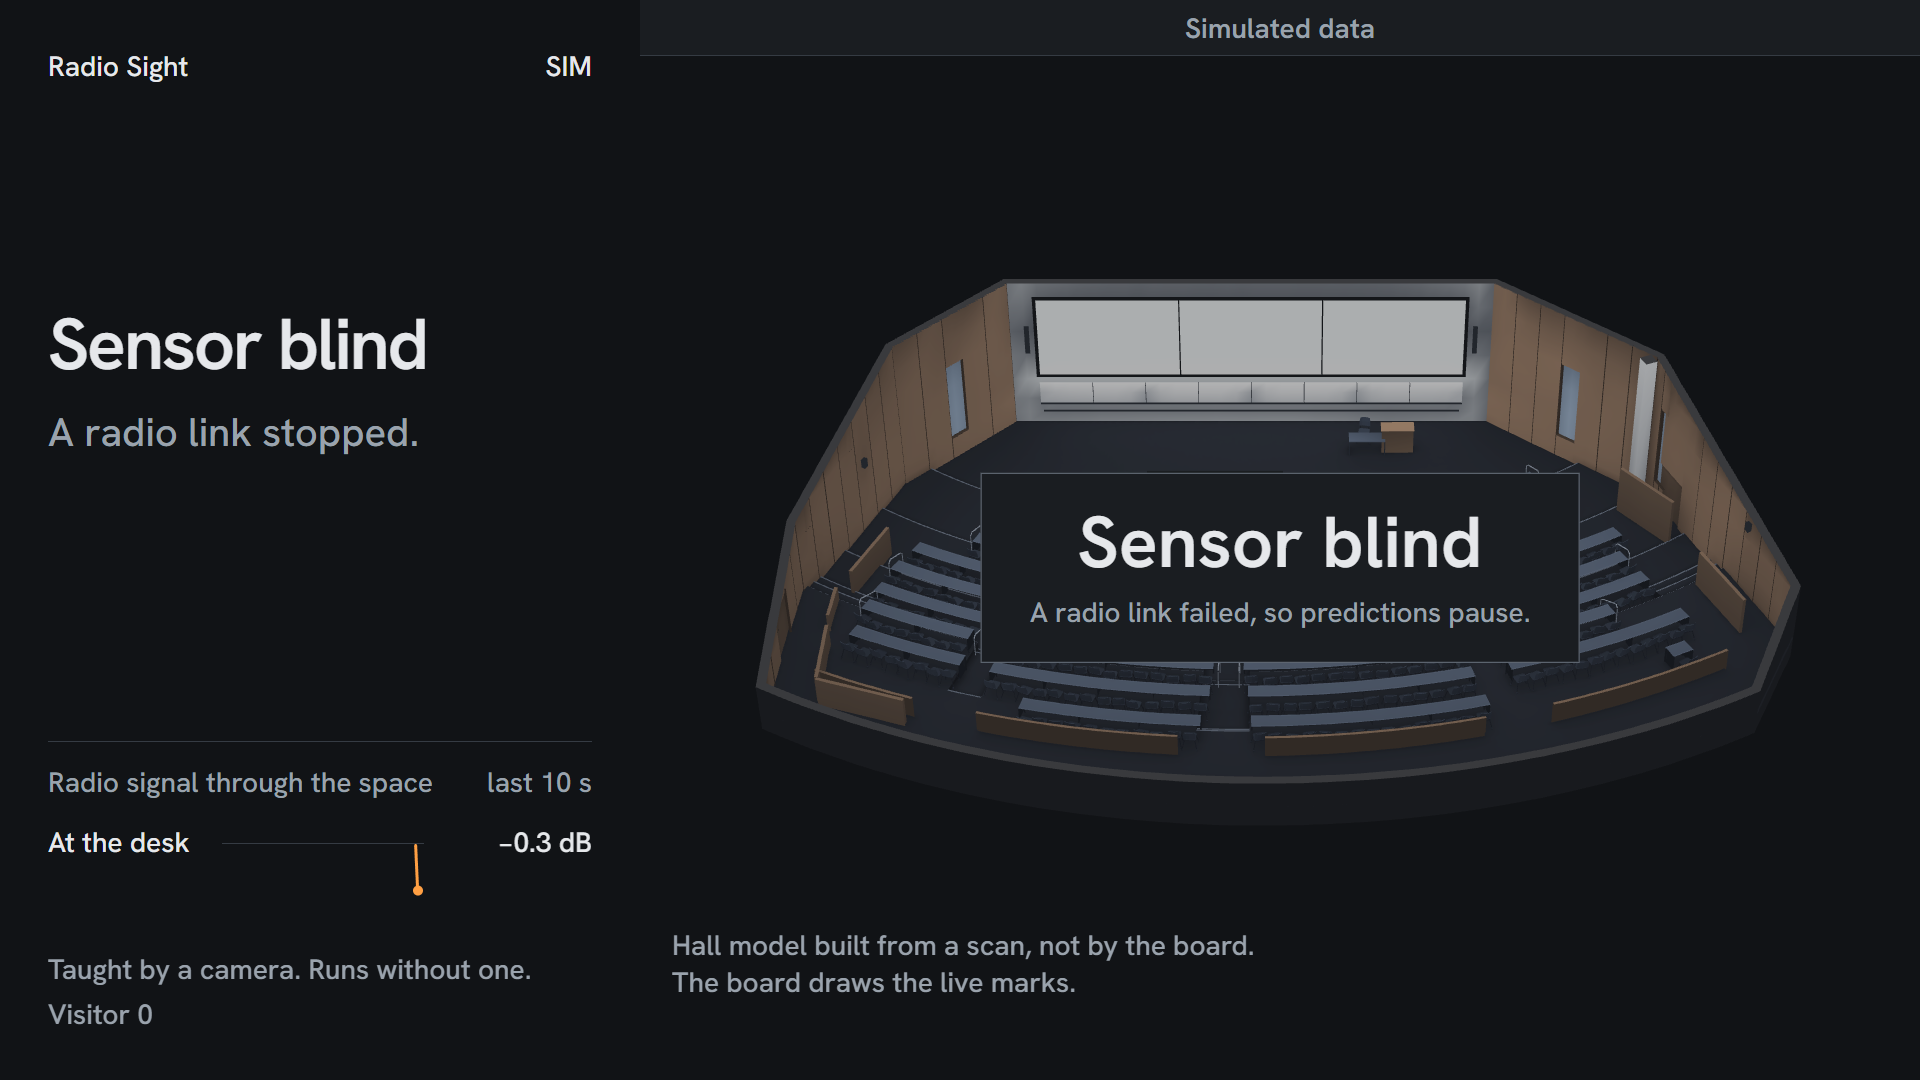 Radio Sight
SIM
Simulated data
Sensor blind
A radio link stopped.
Sensor blind
A radio link failed, so predictions pause.
Radio signal through the space
last 10 s
At the desk
−0.3 dB
Taught by a camera. Runs without one.
Visitor 0
Hall model built from a scan, not by the board.
The board draws the live marks.